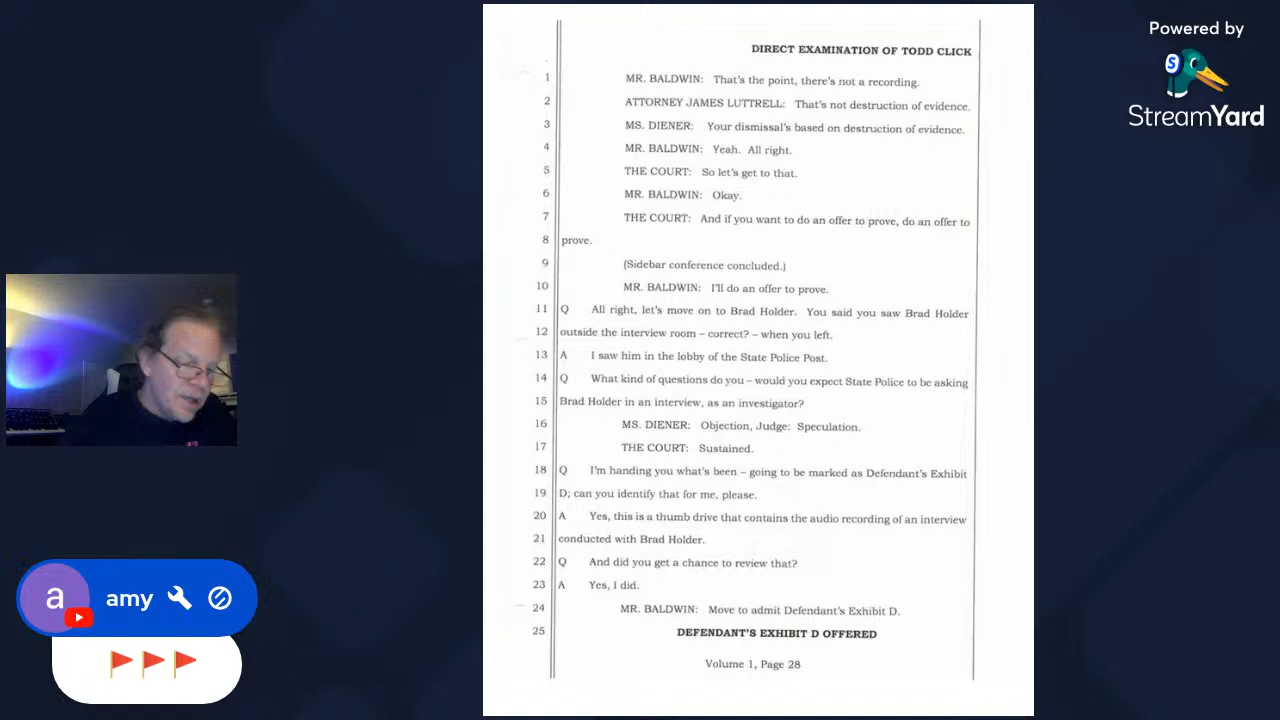 Powered by
StreamYard
DIRECT EXAMINATION OF TODD CLICK
1 MR. BALDWIN: That's the point, there's not a recording.
2 ATTORNEY JAMES LUTTRELL: That's not destruction of evidence.
3 MS. DIENER: Your dismissal's based on destruction of evidence.
4 MR. BALDWIN: Yeah. All right.
5 THE COURT: So let's get to that.
6 MR. BALDWIN: Okay.
7 THE COURT: And if you want to do an offer to prove, do an offer to
8 prove.
9 (Sidebar conference concluded.)
10 MR. BALDWIN: I'll do an offer to prove.
11 Q All right, let's move on to Brad Holder. You said you saw Brad Holder
12 outside the interview room – correct? – when you left.
13 A I saw him in the lobby of the State Police Post.
14 Q What kind of questions do you – would you expect State Police to be asking
15 Brad Holder in an interview, as an investigator?
16 MS. DIENER: Objection, Judge: Speculation.
17 THE COURT: Sustained.
18 Q I'm handing you what's been – going to be marked as Defendant's Exhibit
19 D; can you identify that for me, please.
20 A Yes, this is a thumb drive that contains the audio recording of an interview
21 conducted with Brad Holder.
22 Q And did you get a chance to review that?
23 A Yes, I did.
24 MR. BALDWIN: Move to admit Defendant's Exhibit D.
25 DEFENDANT'S EXHIBIT D OFFERED
Volume 1, Page 28
a
amy